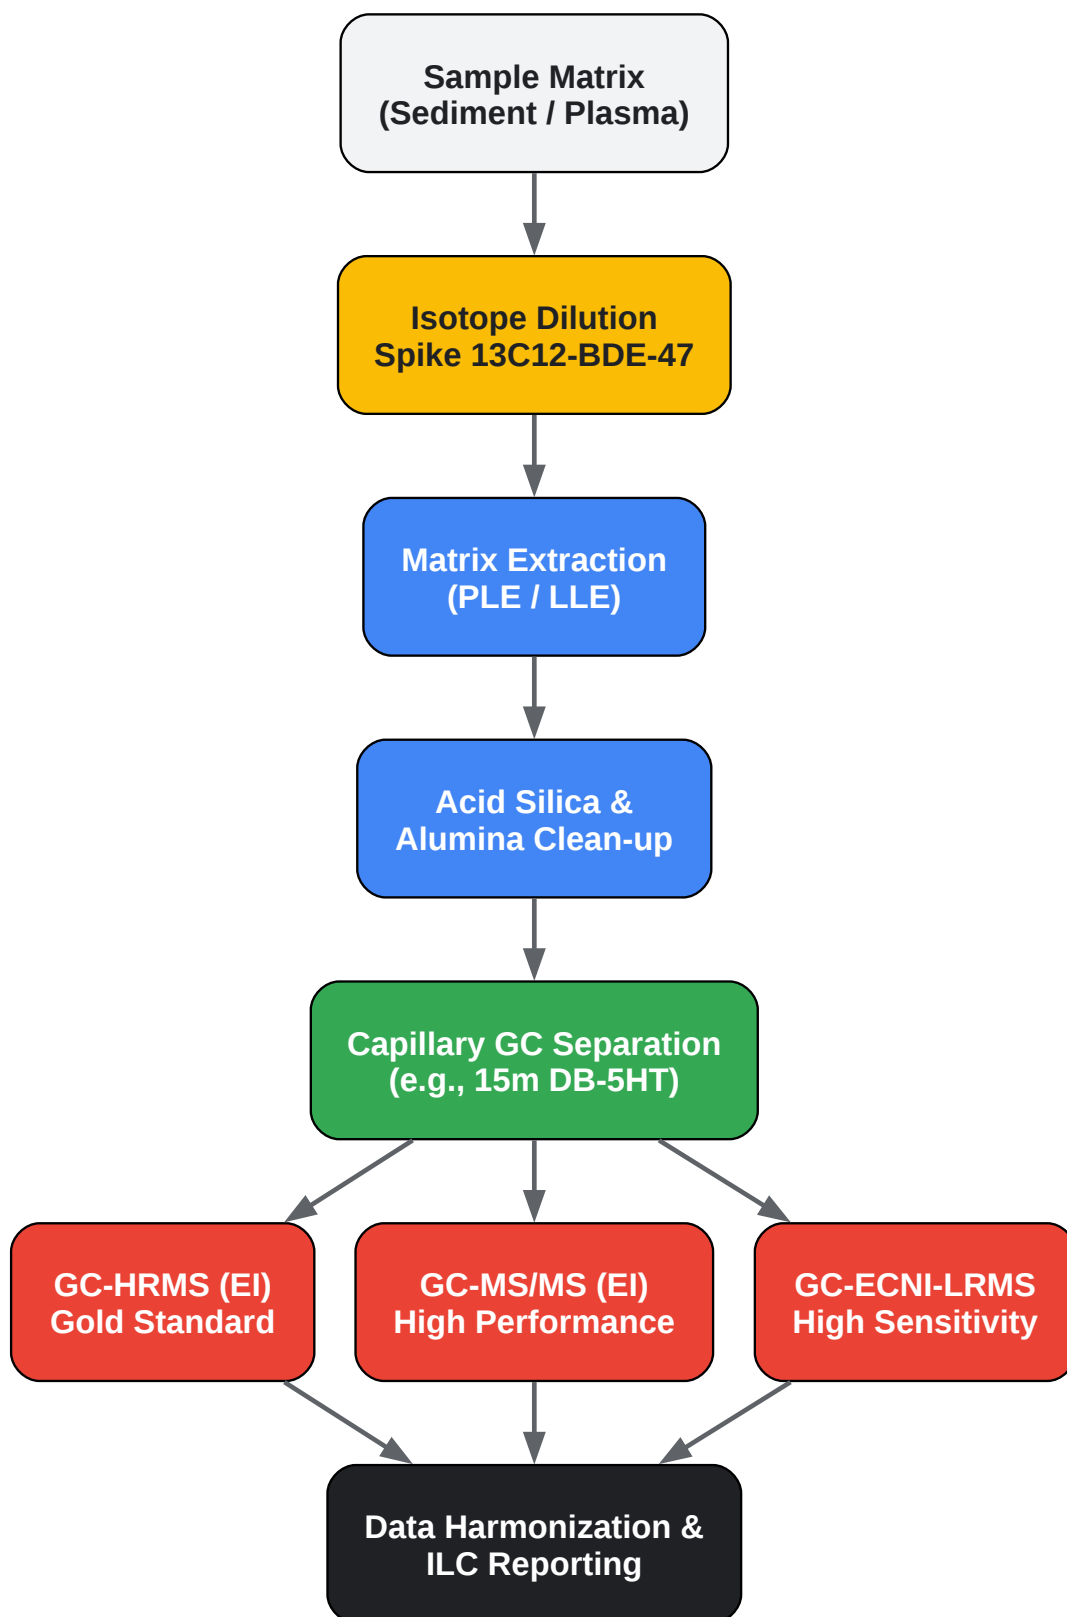 Sample Matrix
(Sediment / Plasma)
Isotope Dilution
Spike 13C12-BDE-47
Matrix Extraction
(PLE / LLE)
Acid Silica &
Alumina Clean-up
Capillary GC Separation
(e.g., 15m DB-5HT)
GC-HRMS (EI)
Gold Standard
GC-MS/MS (EI)
High Performance
GC-ECNI-LRMS
High Sensitivity
Data Harmonization &
ILC Reporting